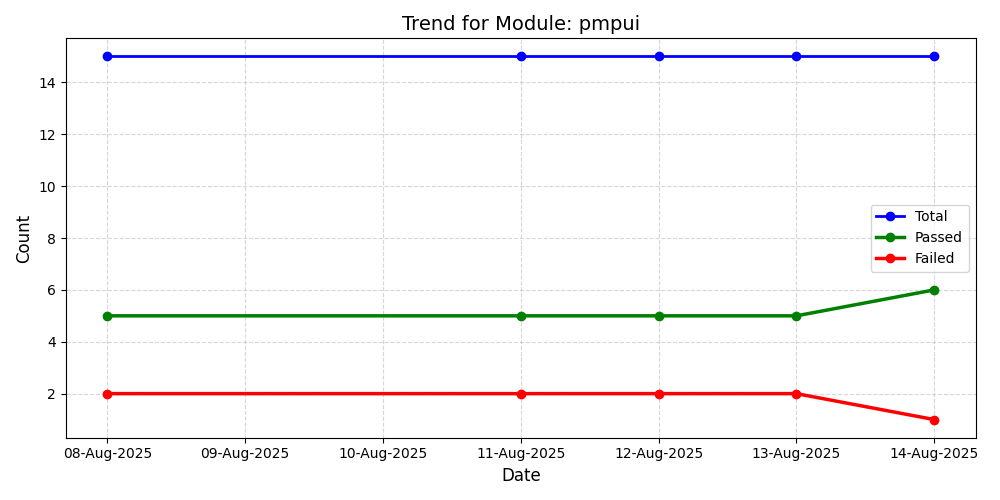 Trend for Module: pmpui
Count
14
12
10
8
6
4
2
Total
Passed
Failed
08-Aug-2025
09-Aug-2025
10-Aug-2025
11-Aug-2025
12-Aug-2025
13-Aug-2025
14-Aug-2025
Date